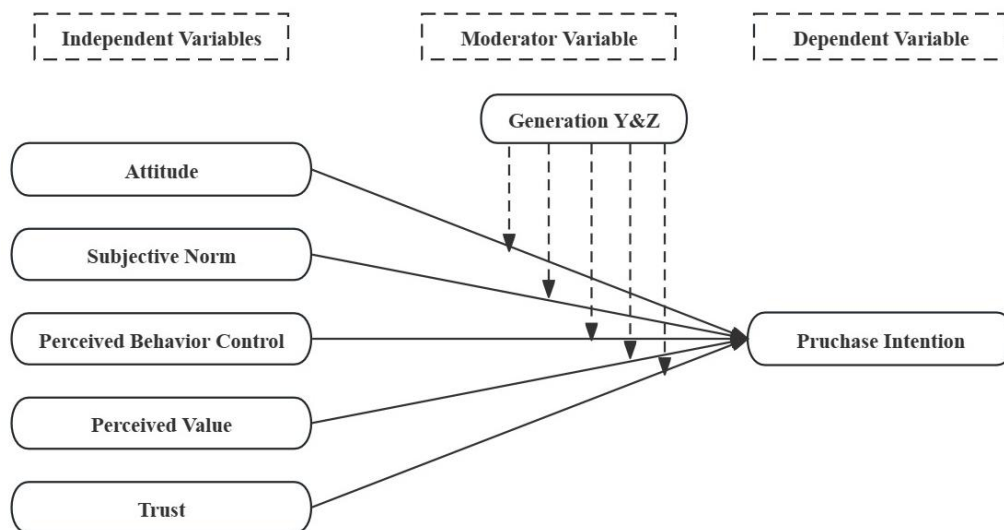 Independent Variables
Moderator Variable
Dependent Variable
Generation Y&Z
Attitude
Subjective Norm
Perceived Behavior Control
Pruchase Intention
Perceived Value
Trust